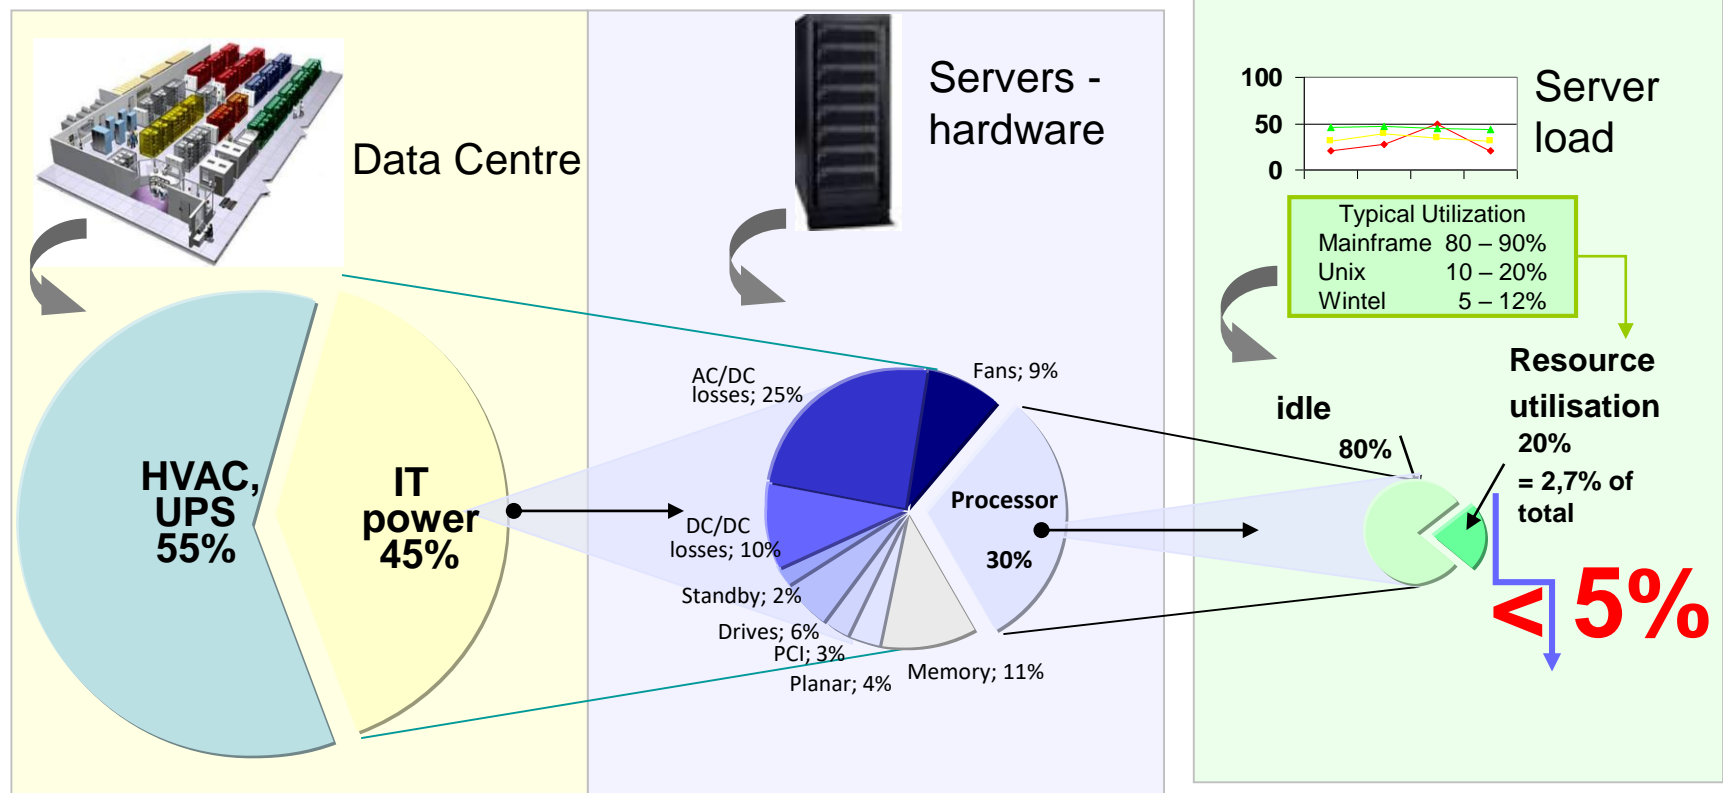 Data Centre
HVAC,
UPS
55%
IT
power
45%
Servers -
hardware
AC/DC
losses; 25%
Fans; 9%
DC/DC
losses; 10%
Standby; 2%
Drives; 6%
PCI; 3%
Planar; 4%
Memory; 11%
Processor
30%
100
50
0
Server
load
Typical Utilization
Mainframe 80 – 90%
Unix 10 – 20%
Wintel 5 – 12%
idle
80%
Resource
utilisation
20%
= 2,7% of
total
< 5%